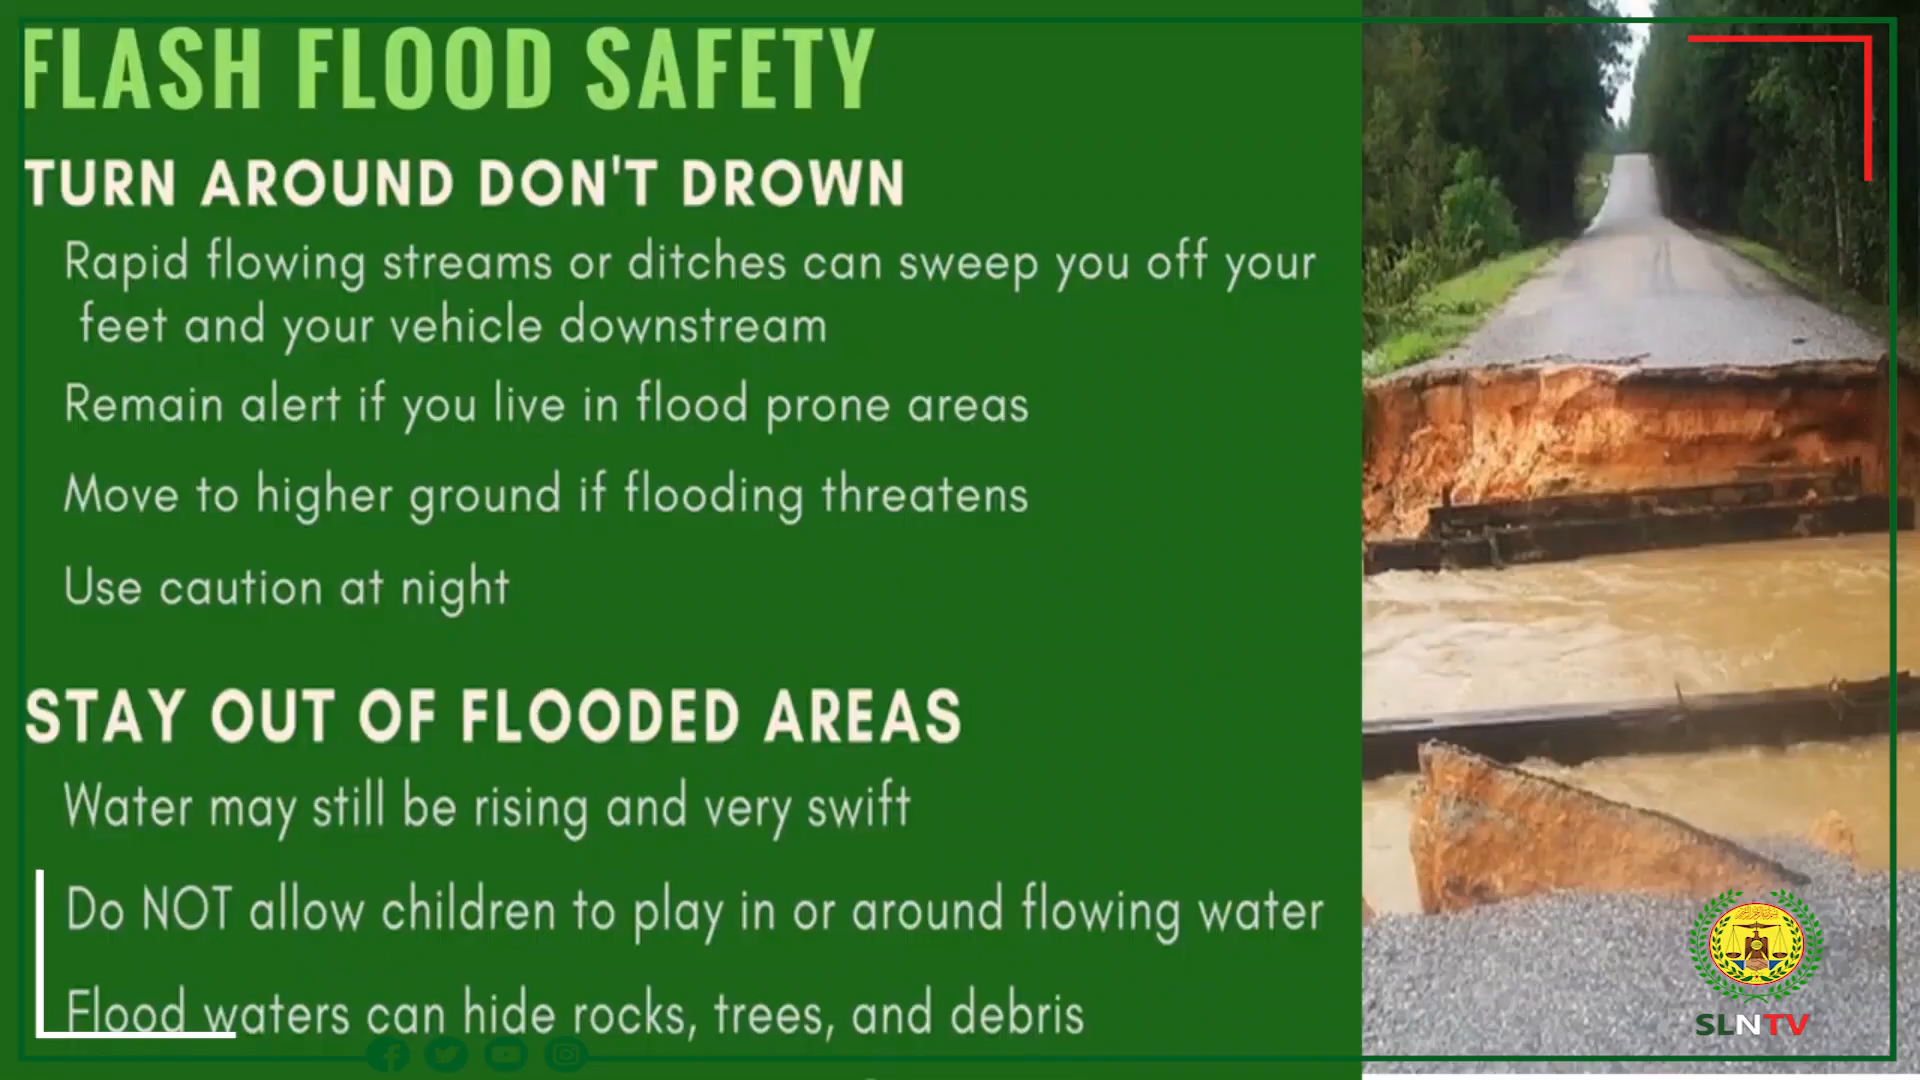 FLASH FLOOD SAFETY
TURN AROUND DON'T DROWN
Rapid flowing streams or ditches can sweep you off your
feet and your vehicle downstream
Remain alert if you live in flood prone areas
Move to higher ground if flooding threatens
Use caution at night
STAY OUT OF FLOODED AREAS
Water may still be rising and very swift
Do NOT allow children to play in or around flowing water
Flood waters can hide rocks, trees, and debris
SLNTV